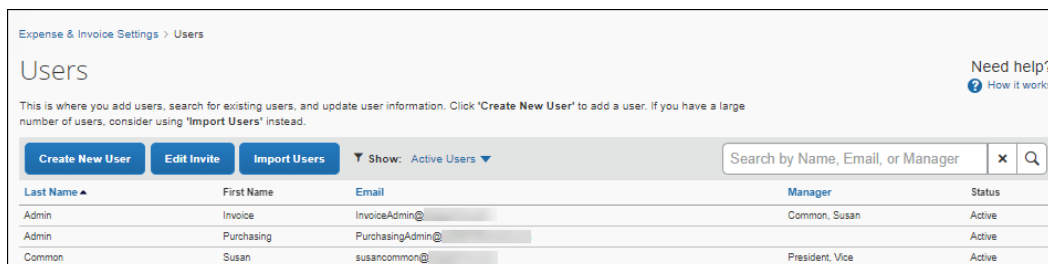 Expense & Invoice Settings > Users
Users
Need help?
How it works
This is where you add users, search for existing users, and update user information. Click 'Create New User' to add a user. If you have a large
number of users, consider using 'Import Users' instead.
Create New User Edit Invite Import Users Show: Active Users Search by Name, Email, or Manager
Last Name First Name Email Manager Status
Admin Invoice InvoiceAdmin@ Common, Susan Active
Admin Purchasing PurchasingAdmin@ Active
Common Susan susancommon@ President, Vice Active